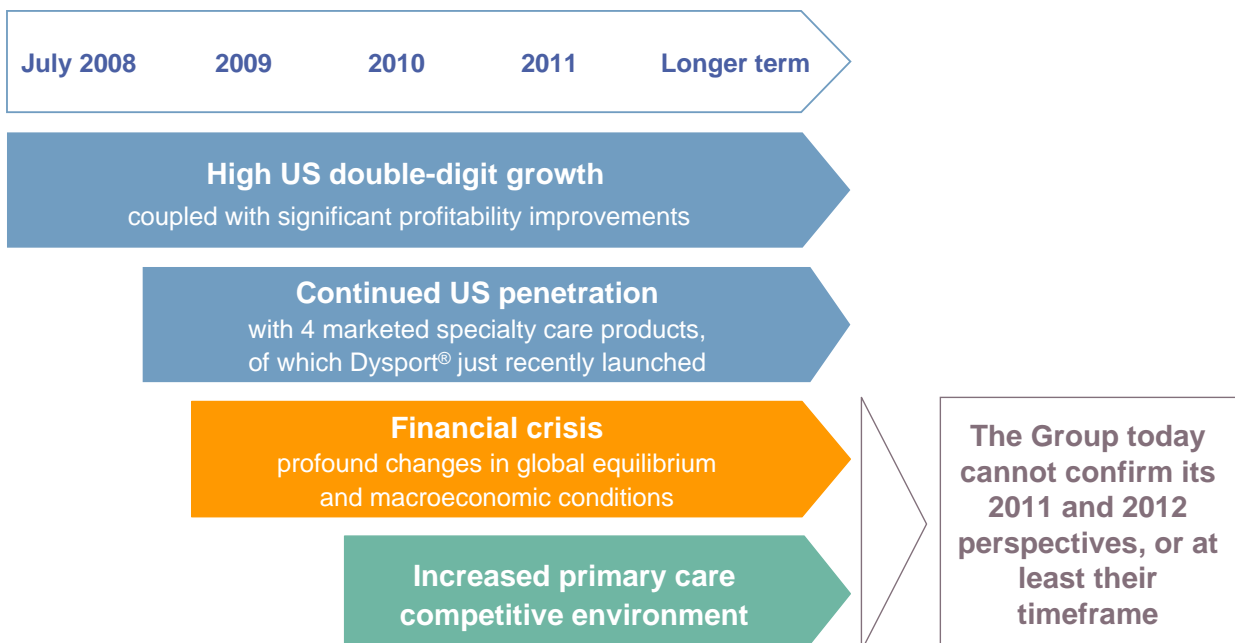 July 2008 2009 2010 2011 Longer term
High US double-digit growth
coupled with significant profitability improvements
Continued US penetration
with 4 marketed specialty care products,
of which Dysport® just recently launched
Financial crisis
profound changes in global equilibrium
and macroeconomic conditions
Increased primary care
competitive environment
The Group today
cannot confirm its
2011 and 2012
perspectives, or at
least their
timeframe